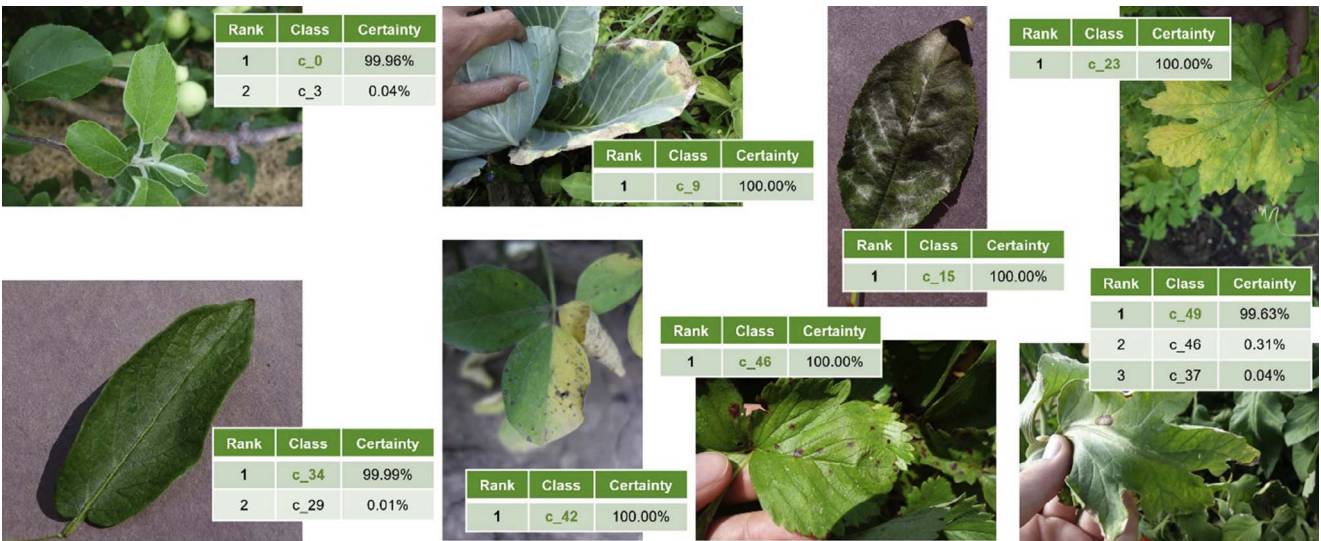 Rank Class Certainty
1 c_0 99.96%
2 c_3 0.04%
Rank Class Certainty
1 c_9 100.00%
Rank Class Certainty
1 c_15 100.00%
Rank Class Certainty
1 c_23 100.00%
Rank Class Certainty
1 c_34 99.99%
2 c_29 0.01%
Rank Class Certainty
1 c_42 100.00%
Rank Class Certainty
1 c_46 100.00%
Rank Class Certainty
1 c_49 99.63%
2 c_46 0.31%
3 c_37 0.04%